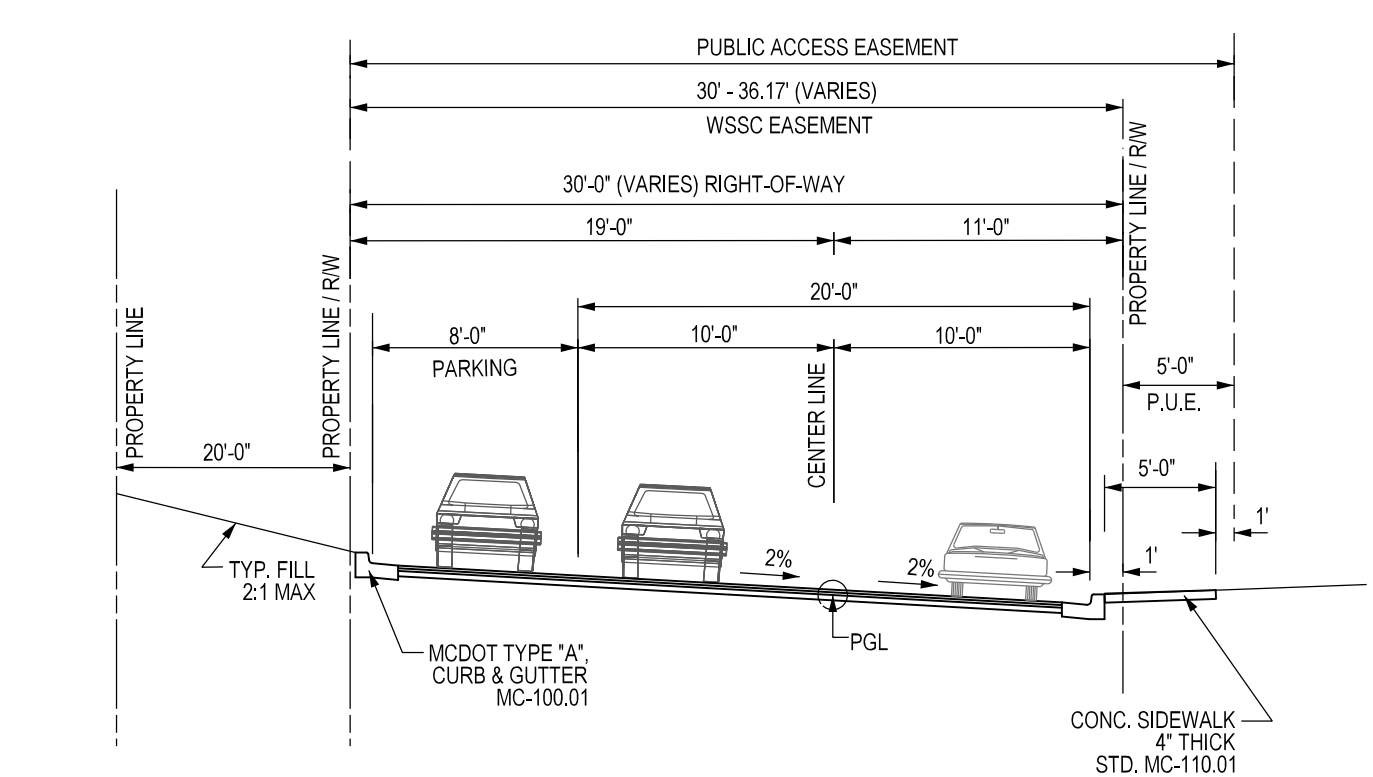 PUBLIC ACCESS EASEMENT
30' - 36.17' (VARIES)
WSSC EASEMENT
30'-0" (VARIES) RIGHT-OF-WAY
19'-0"
11'-0"
PROPERTY LINE / R/W
20'-0"
8'-0"
PARKING
10'-0"
10'-0"
CENTER LINE
5'-0"
P.U.E.
PROPERTY LINE
PROPERTY LINE / R/W
20'-0"
5'-0"
1'
1'
2%
2%
TYP. FILL
2:1 MAX
PGL
MCDOT TYPE "A",
CURB & GUTTER
MC-100.01
CONC. SIDEWALK
4" THICK
STD. MC-110.01